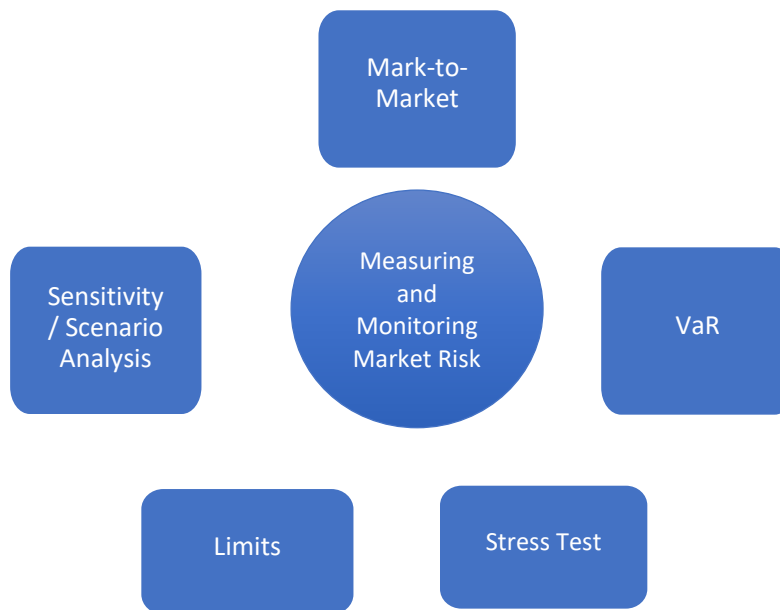 Mark-to-
Market
Measuring
and
Monitoring
Market Risk
Sensitivity
/ Scenario
Analysis
VaR
Limits
Stress Test